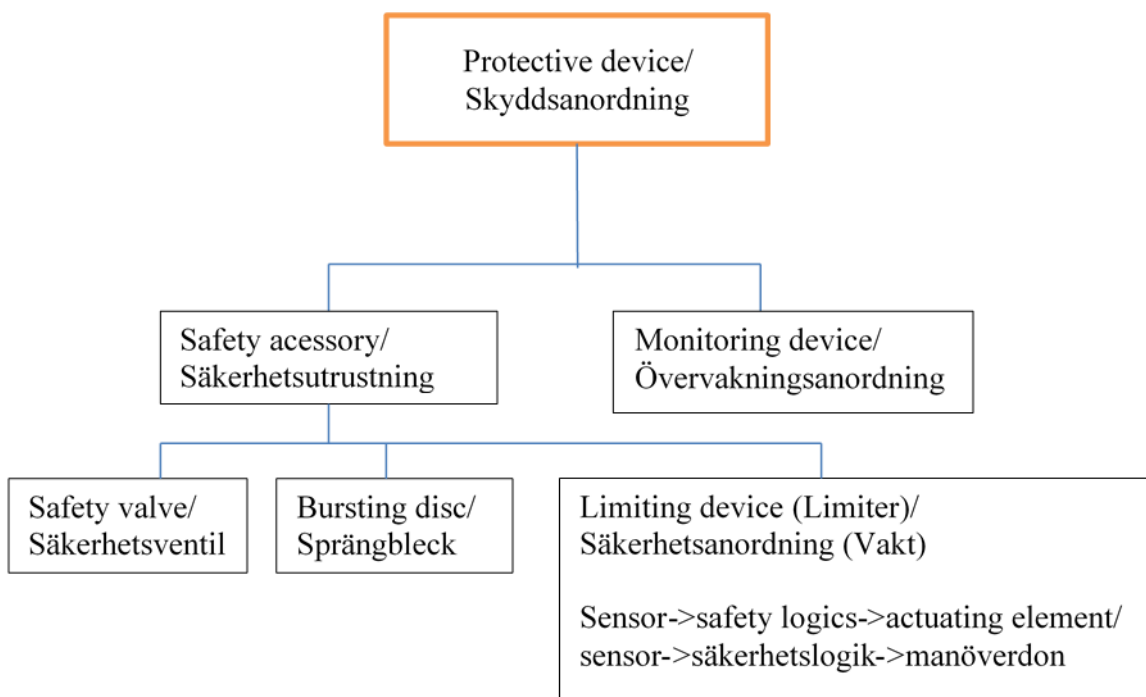 Protective device/
Skyddsanordning
Safety acessory/
Säkerhetsutrustning
Monitoring device/
Övervakningsanordning
Safety valve/
Säkerhetsventil
Bursting disc/
Sprängbleck
Limiting device (Limiter)/
Säkerhetsanordning (Vakt)
Sensor->safety logics->actuating element/
sensor->säkerhetslogik->manöverdon